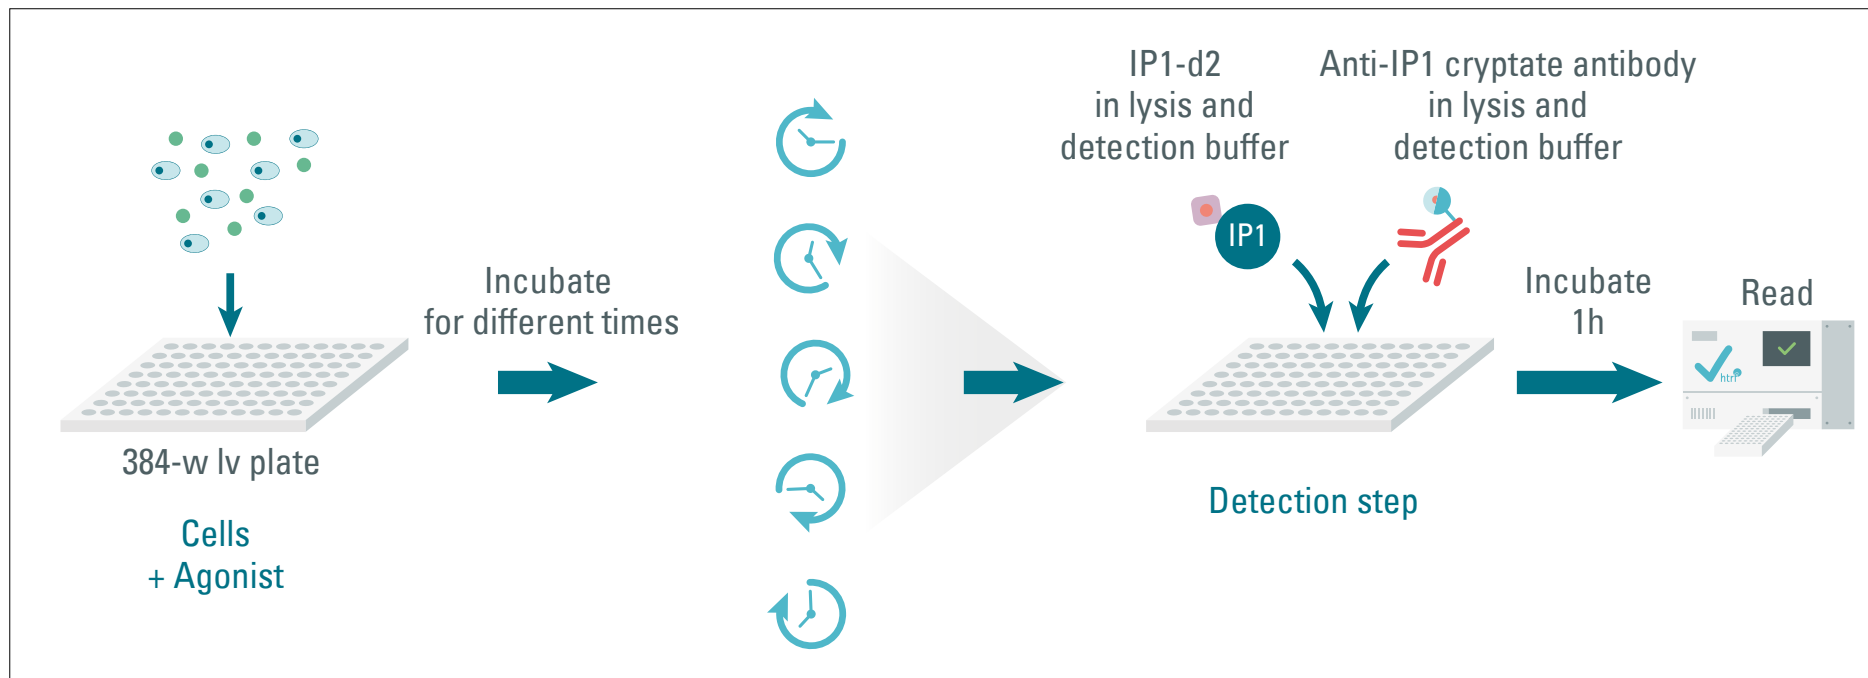 384-w lv plate
Cells
+ Agonist
Incubate
for different times
IP1-d2
in lysis and
detection buffer
Anti-IP1 cryptate antibody
in lysis and
detection buffer
IP1
Detection step
Incubate
1h
Read
htrf